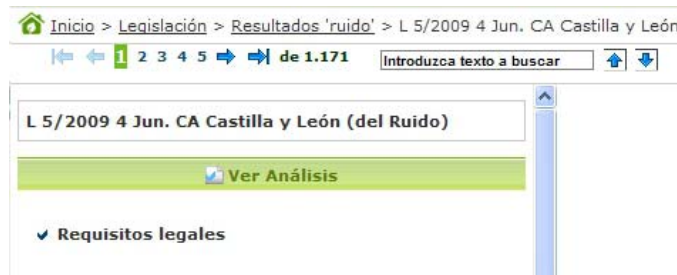 Inicio > Legislación > Resultados 'ruido' > L 5/2009 4 Jun. CA Castilla y León
1 2 3 4 5 de 1.171 Introduzca texto a buscar
L 5/2009 4 Jun. CA Castilla y León (del Ruido)
Ver Análisis
Requisitos legales